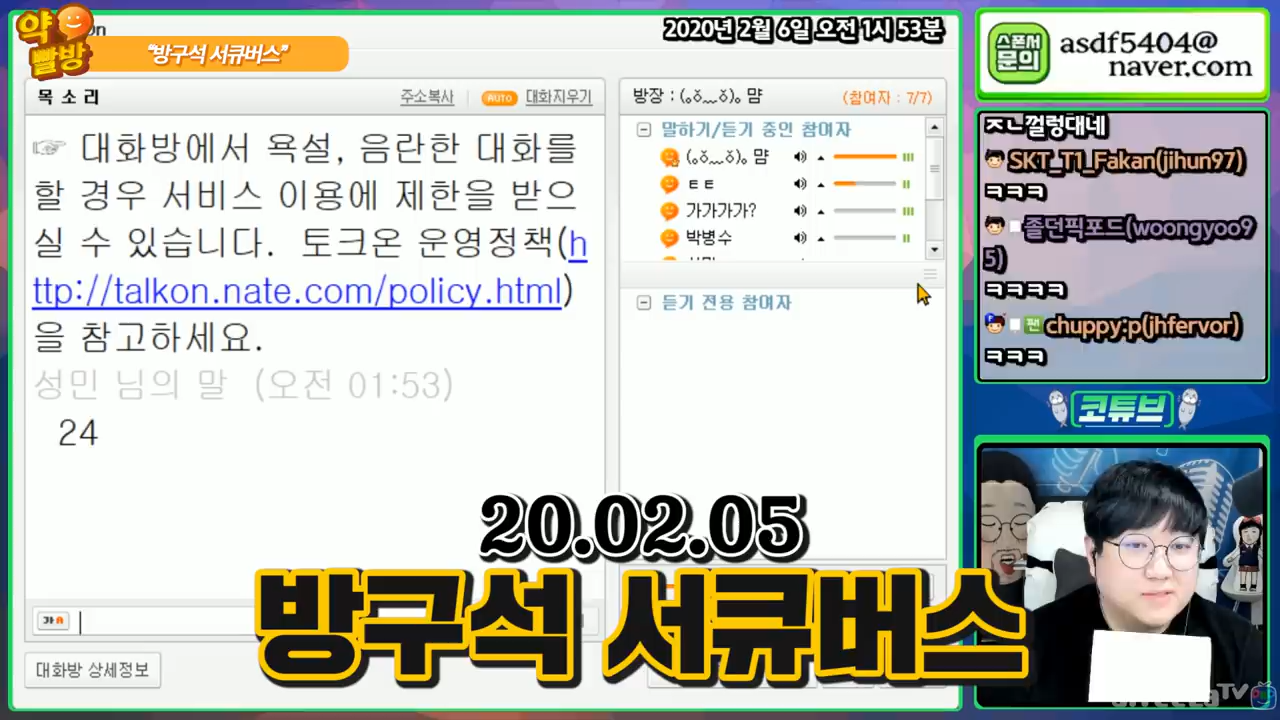 약빨방
on
"방구석 서큐버스"
2020년 2월 6일 오전 1시 53분
목소리
주소복사
AUTO
대화지우기
☞ 대화방에서 욕설, 음란한 대화를
할 경우 서비스 이용에 제한을 받으
실 수 있습니다. 토크온 운영정책(h
ttp://talkon.nate.com/policy.html)
을 참고하세요.
성민 님의 말 (오전 01:53)
24
가A
대화방 상세정보
방장 : (｡ŏ﹏ŏ)｡ 먐
(참여자 : 7/7)
말하기/듣기 중인 참여자
(｡ŏ﹏ŏ)｡ 먐
ㅌㅌ
가가가가?
박병수
듣기 전용 참여자
20.02.05
방구석 서큐버스
스폰서
문의
asdf5404@
naver.com
ㅈㄴ껄렁대네
SKT_T1_Fakan(jihun97)
ㅋㅋㅋ
졸던픽포드(woongyoo9
5)
ㅋㅋㅋㅋ
팬 chuppy:p(jhfervor)
ㅋㅋㅋ
코튜브
TV